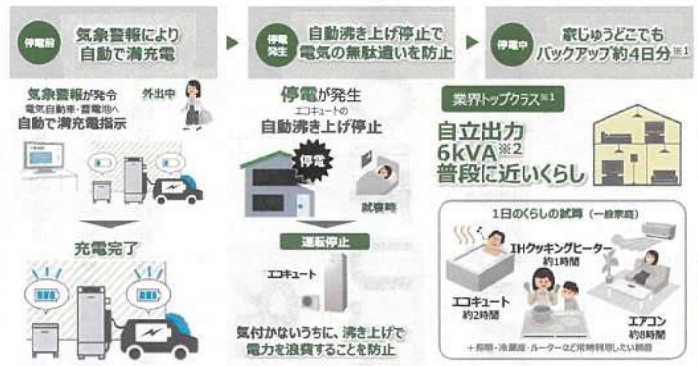 停電前
気象警報により
自動で満充電
停電
発生
自動沸き上げ停止で
電気の無駄遣いを防止
停電中
家じゅうどこでも
バックアップ約4日分※1
気象警報が発令
電気自動車・蓄電池へ
自動で満充電指示
外出中
充電完了
停電が発生
エコキュートの
自動沸き上げ停止
停電
就寝時
運転停止
エコキュート
気付かないうちに、沸き上げで
電力を浪費することを防止
業界トップクラス※1
自立出力
6kVA※2
普段に近いくらし
1日のくらしの試算（一般家庭）
IHクッキングヒーター
約1時間
エコキュート
約2時間
エアコン
約8時間
＋照明・冷蔵庫・ルーターなど常時利用したい機器